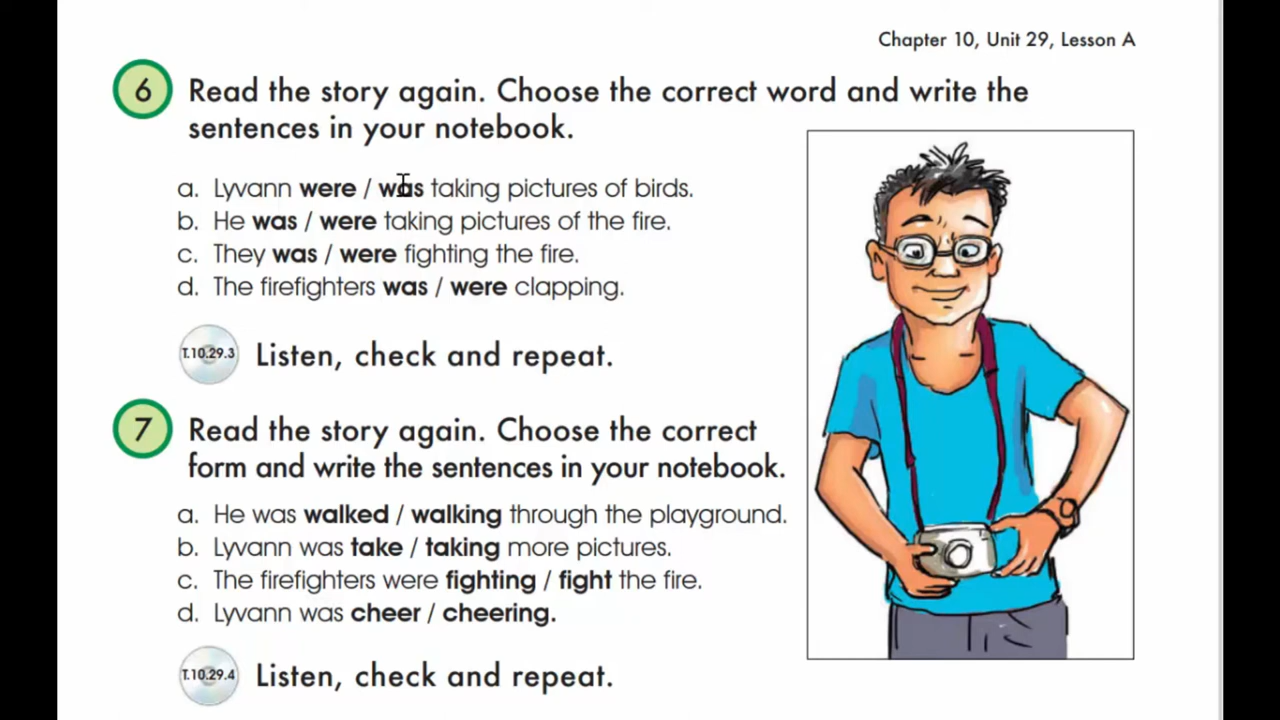 Chapter 10, Unit 29, Lesson A
6 Read the story again. Choose the correct word and write the
sentences in your notebook.
a. Lyvann were / was taking pictures of birds.
b. He was / were taking pictures of the fire.
c. They was / were fighting the fire.
d. The firefighters was / were clapping.
T.10.29.3 Listen, check and repeat.
7 Read the story again. Choose the correct
form and write the sentences in your notebook.
a. He was walked / walking through the playground.
b. Lyvann was take / taking more pictures.
c. The firefighters were fighting / fight the fire.
d. Lyvann was cheer / cheering.
T.10.29.4 Listen, check and repeat.